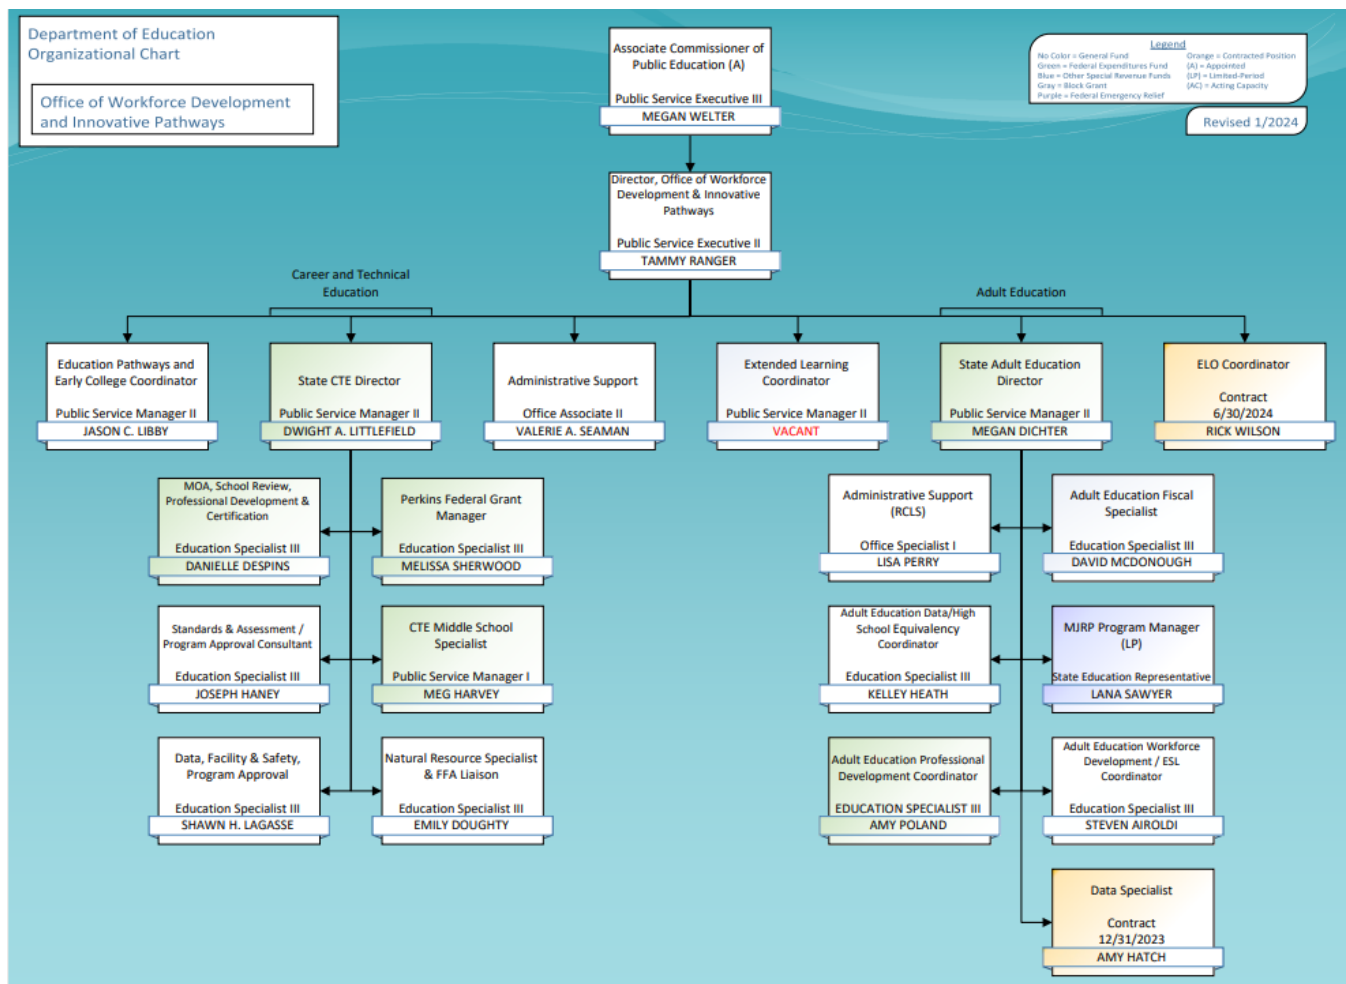 Department of Education
Organizational Chart
Office of Workforce Development
and Innovative Pathways
Associate Commissioner of
Public Education (A)
Public Service Executive III
MEGAN WELTER
Legend
No Color = General Fund
Green = Federal Expenditures Fund
Blue = Other Special Revenue Funds
Gray = Block Grant
Purple = Federal Emergency Relief
Orange = Contracted Position
(A) = Appointed
(LP) = Limited-Period
(AC) = Acting Capacity
Revised 1/2024
Director, Office of Workforce
Development & Innovative
Pathways
Public Service Executive II
TAMMY RANGER
Career and Technical
Education
Adult Education
Education Pathways and
Early College Coordinator
Public Service Manager II
JASON C. LIBBY
State CTE Director
Public Service Manager II
DWIGHT A. LITTLEFIELD
Administrative Support
Office Associate II
VALERIE A. SEAMAN
Extended Learning
Coordinator
Public Service Manager II
VACANT
State Adult Education
Director
Public Service Manager II
MEGAN DICHTER
ELO Coordinator
Contract
6/30/2024
RICK WILSON
MOA, School Review,
Professional Development &
Certification
Education Specialist III
DANIELLE DESPINS
Perkins Federal Grant
Manager
Education Specialist III
MELISSA SHERWOOD
Administrative Support
(RCLS)
Office Specialist I
LISA PERRY
Adult Education Fiscal
Specialist
Education Specialist III
DAVID MCDONOUGH
Standards & Assessment /
Program Approval Consultant
Education Specialist III
JOSEPH HANEY
CTE Middle School
Specialist
Public Service Manager I
MEG HARVEY
Adult Education Data/High
School Equivalency
Coordinator
Education Specialist III
KELLEY HEATH
MJRP Program Manager
(LP)
State Education Representative
LANA SAWYER
Data, Facility & Safety,
Program Approval
Education Specialist III
SHAWN H. LAGASSE
Natural Resource Specialist
& FFA Liaison
Education Specialist III
EMILY DOUGHTY
Adult Education Professional
Development Coordinator
EDUCATION SPECIALIST III
AMY POLAND
Adult Education Workforce
Development / ESL
Coordinator
Education Specialist III
STEVEN AIROLDI
Data Specialist
Contract
12/31/2023
AMY HATCH